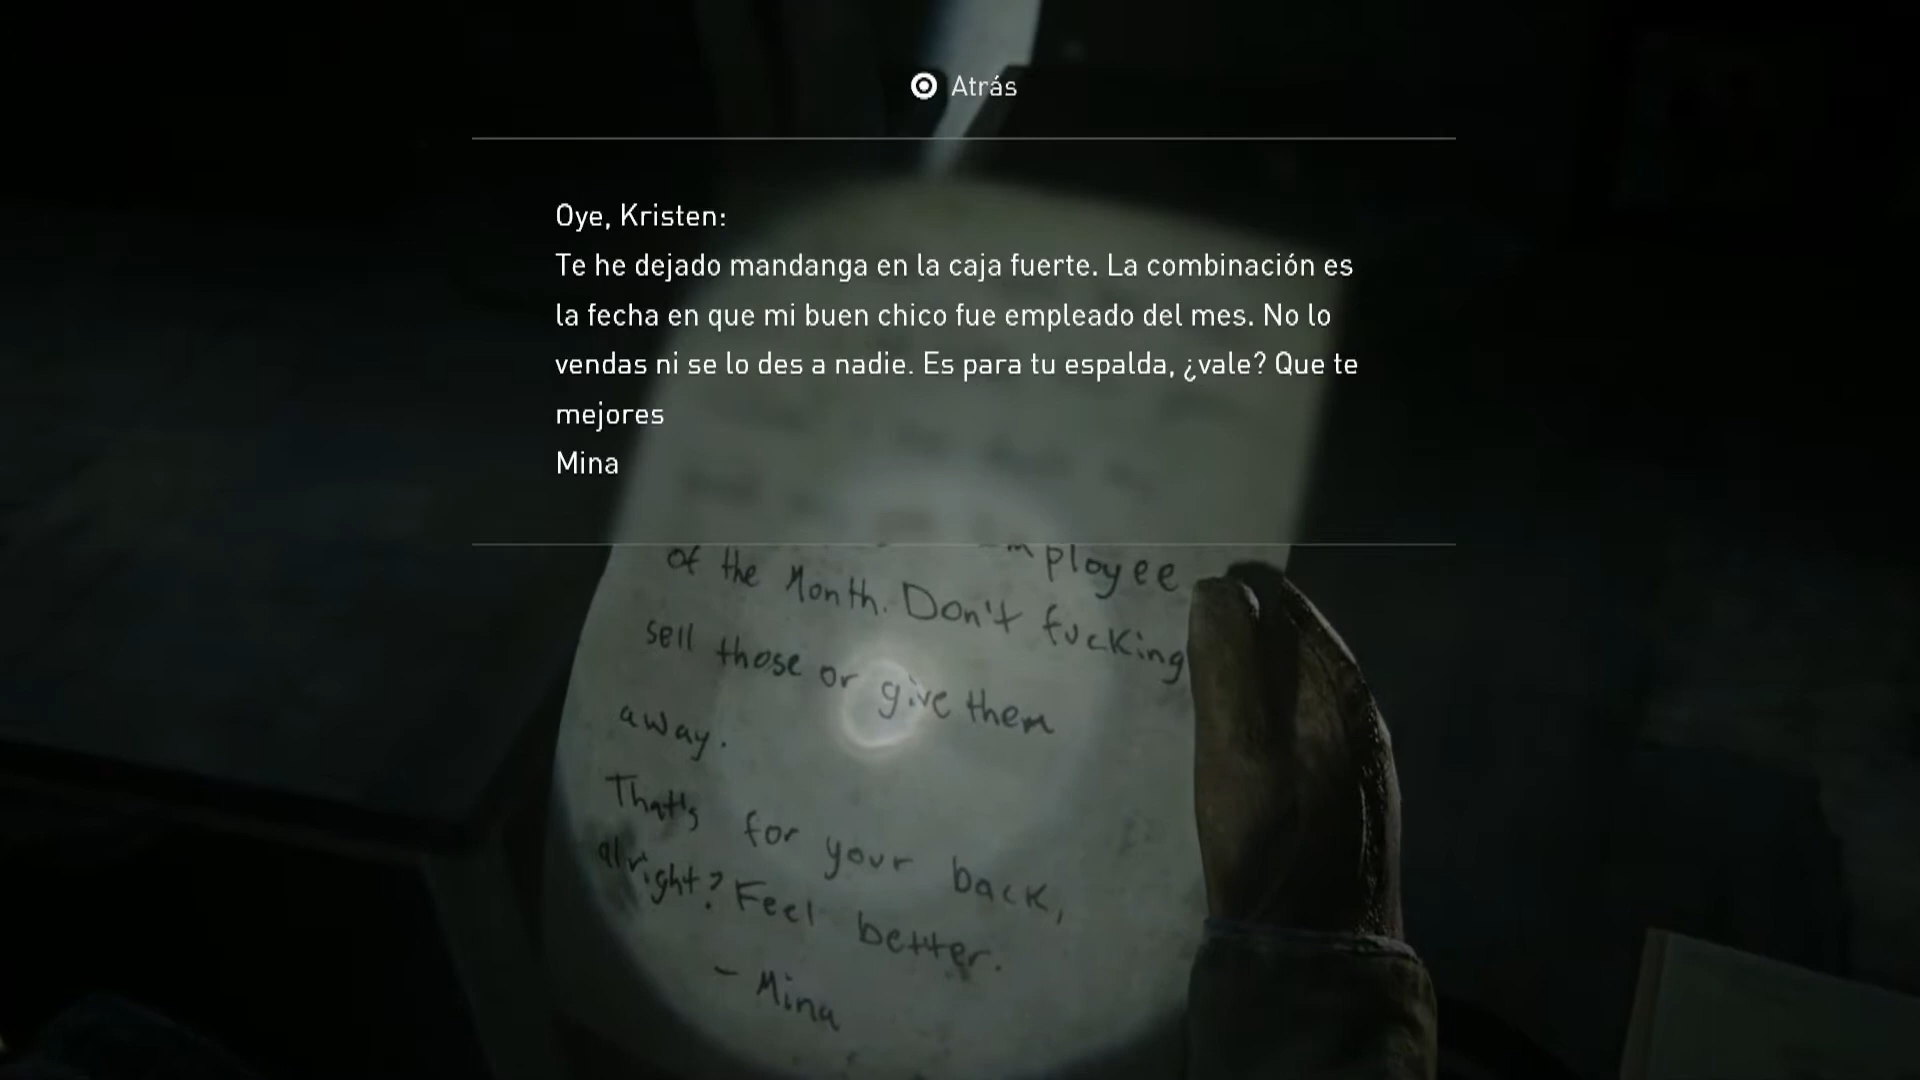 Atrás
Oye, Kristen:
Te he dejado mandanga en la caja fuerte. La combinación es
la fecha en que mi buen chico fue empleado del mes. No lo
vendas ni se lo des a nadie. Es para tu espalda, ¿vale? Que te
mejores
Mina
mployee
of the Month. Don't fucking
sell those or give them
away.
That's for your back,
alright? Feel better.
- Mina